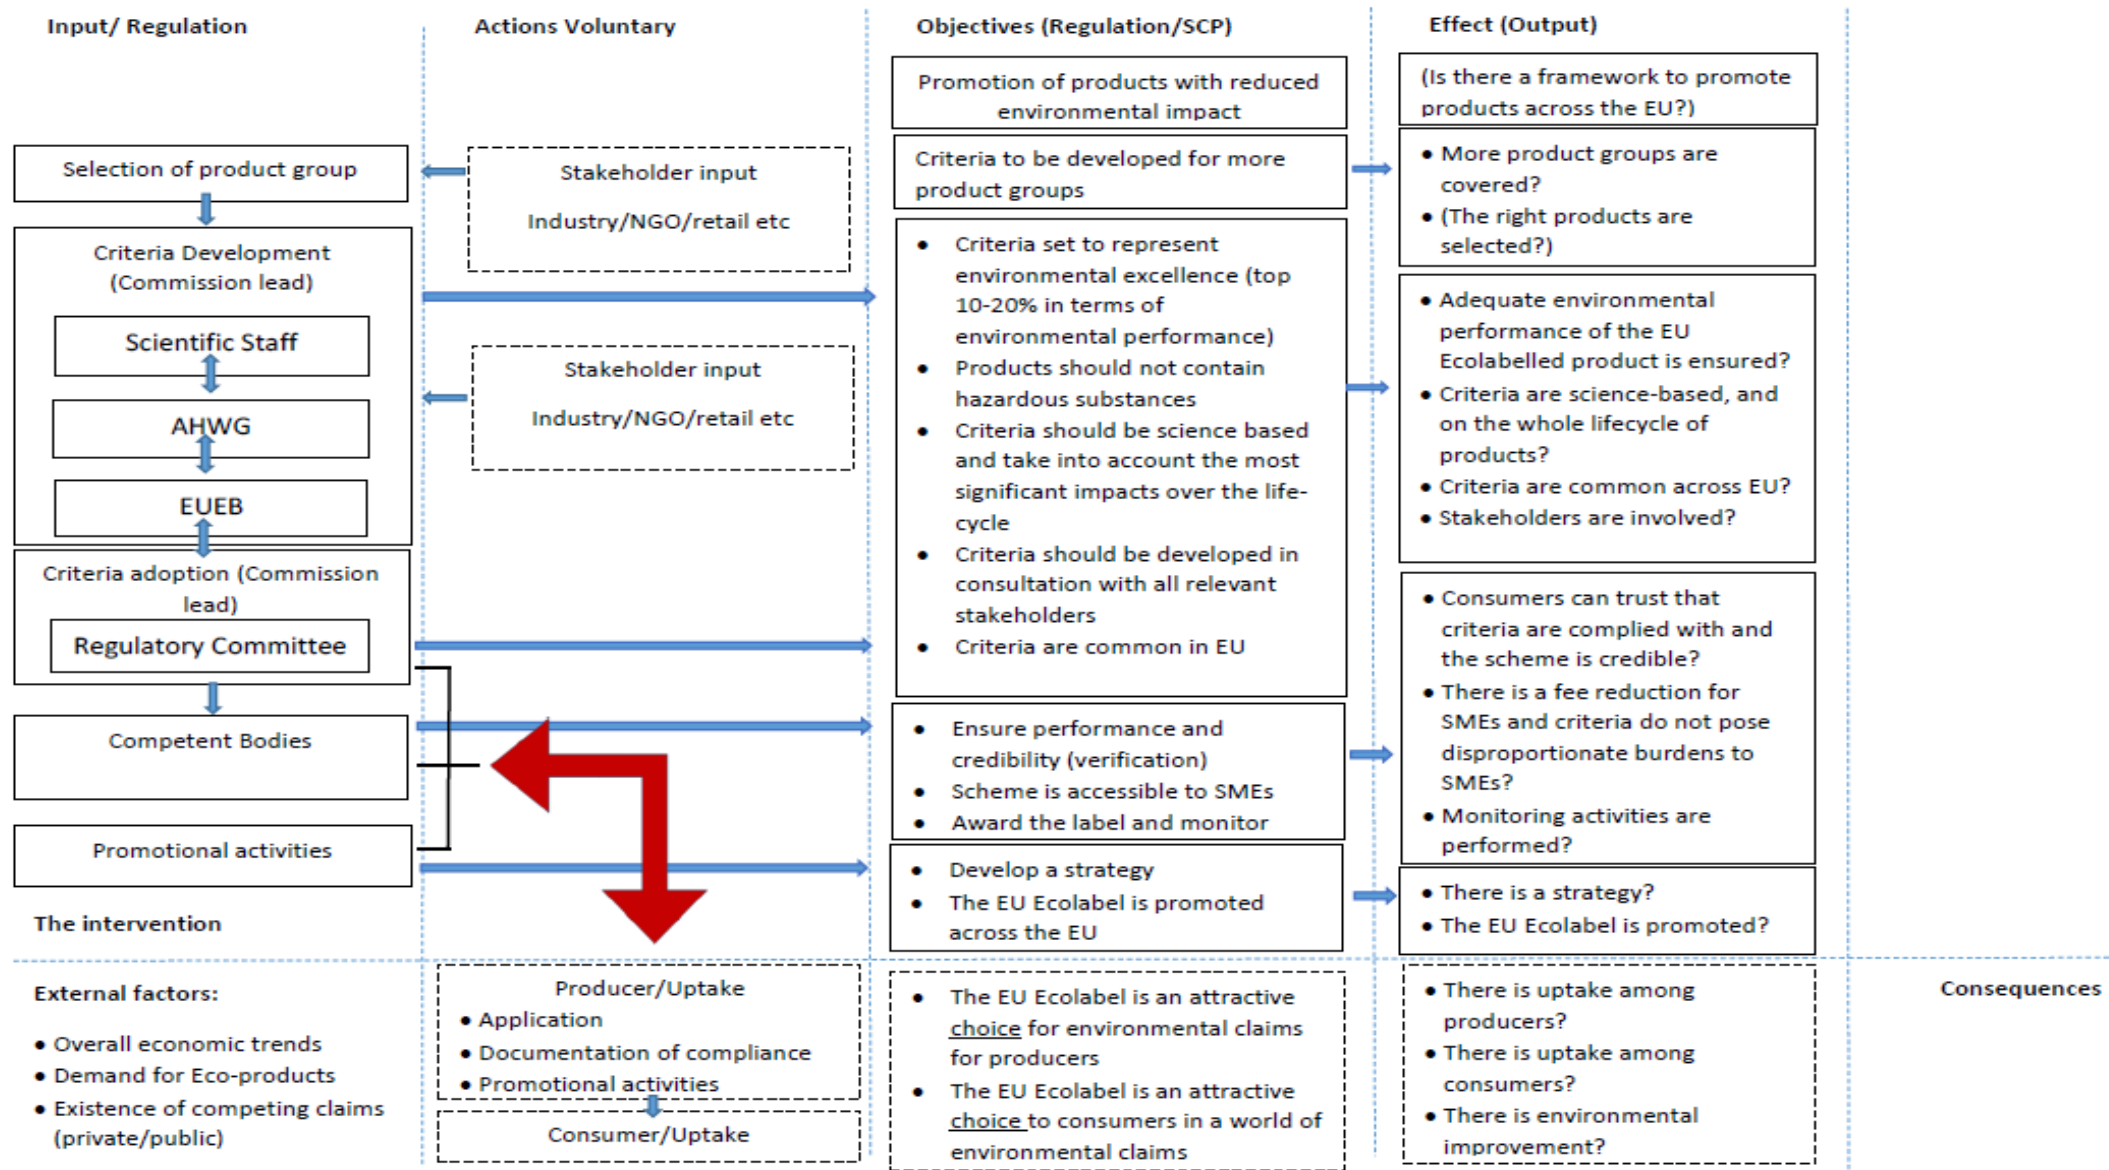 Input/ Regulation
Actions Voluntary
Objectives (Regulation/SCP)
Effect (Output)
Selection of product group
Criteria Development
(Commission lead)
Scientific Staff
AHWG
EUEB
Criteria adoption (Commission
lead)
Regulatory Committee
Competent Bodies
Promotional activities
The intervention
Stakeholder input
Industry/NGO/retail etc
Stakeholder input
Industry/NGO/retail etc
Promotion of products with reduced
environmental impact
Criteria to be developed for more
product groups
• Criteria set to represent
environmental excellence (top
10-20% in terms of
environmental performance)
• Products should not contain
hazardous substances
• Criteria should be science based
and take into account the most
significant impacts over the life-
cycle
• Criteria should be developed in
consultation with all relevant
stakeholders
• Criteria are common in EU
• Ensure performance and
credibility (verification)
• Scheme is accessible to SMEs
• Award the label and monitor
• Develop a strategy
• The EU Ecolabel is promoted
across the EU
(Is there a framework to promote
products across the EU?)
• More product groups are
covered?
• (The right products are
selected?)
• Adequate environmental
performance of the EU
Ecolabelled product is ensured?
• Criteria are science-based, and
on the whole lifecycle of
products?
• Criteria are common across EU?
• Stakeholders are involved?
• Consumers can trust that
criteria are complied with and
the scheme is credible?
• There is a fee reduction for
SMEs and criteria do not pose
disproportionate burdens to
SMEs?
• Monitoring activities are
performed?
• There is a strategy?
• The EU Ecolabel is promoted?
External factors:
• Overall economic trends
• Demand for Eco-products
• Existence of competing claims
(private/public)
Producer/Uptake
• Application
• Documentation of compliance
• Promotional activities
Consumer/Uptake
• The EU Ecolabel is an attractive
choice for environmental claims
for producers
• The EU Ecolabel is an attractive
choice to consumers in a world of
environmental claims
• There is uptake among
producers?
• There is uptake among
consumers?
• There is environmental
improvement?
Consequences